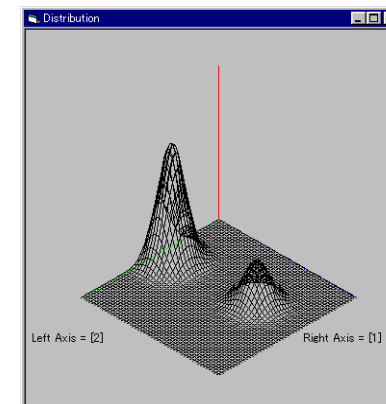 Distribution
Left Axis = [2]
Right Axis = [1]